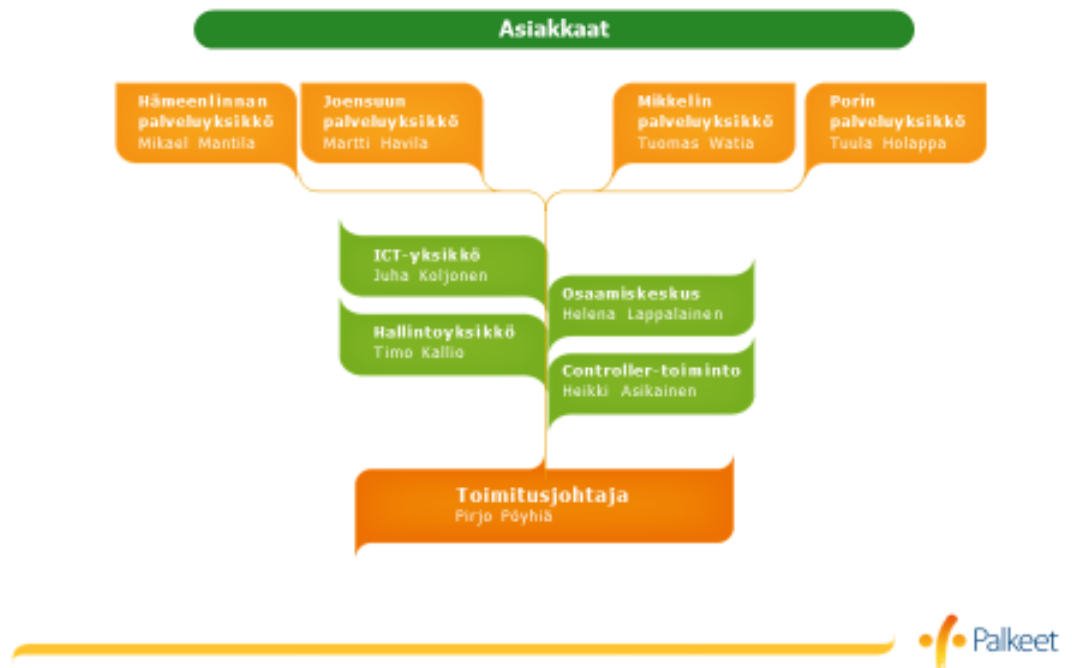 Asiakkaat
Hämeenlinnan
palveluyksikkö
Mikael Mantila
Joensuun
palveluyksikkö
Martti Havila
Mikkelin
palveluyksikkö
Tuomas Watia
Porin
palveluyksikkö
Tuula Holappa
ICT-yksikkö
Juha Koljonen
Osaamiskeskus
Helena Lappalainen
Hallintoyksikkö
Timo Kallio
Controller-toiminto
Heikki Asikainen
Toimitusjohtaja
Pirjo Pöyhiä
Palkeet